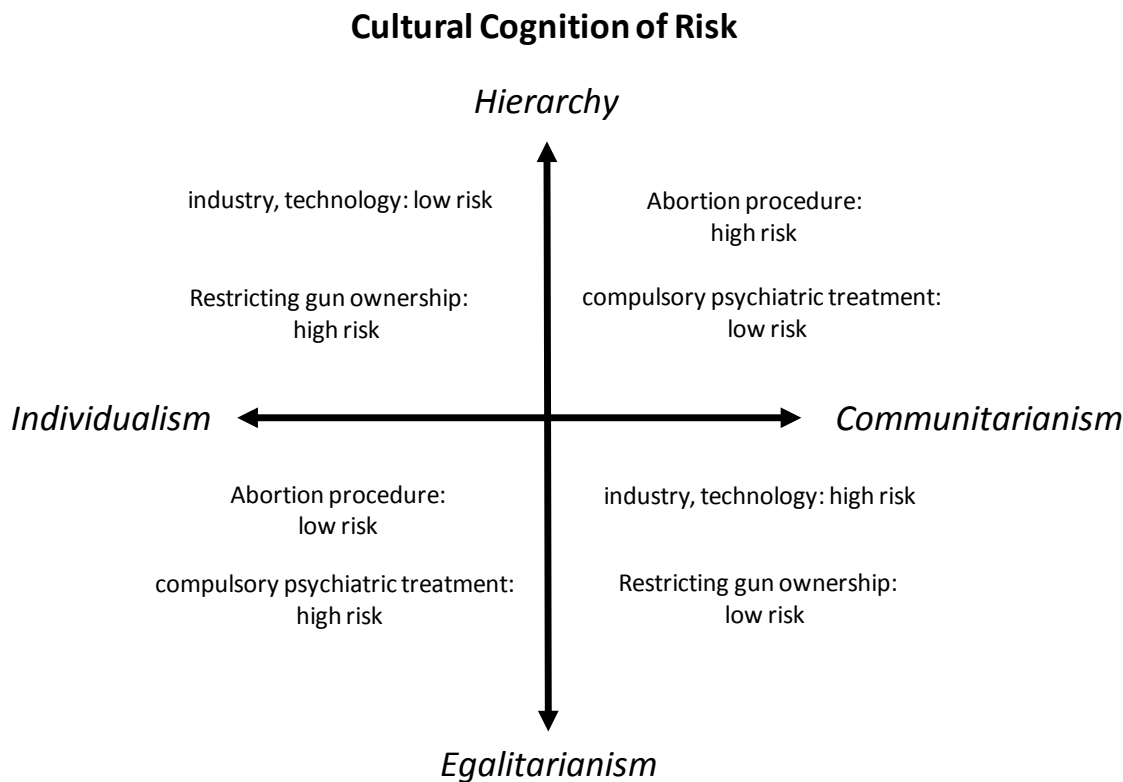 Cultural Cognition of Risk
Hierarchy
industry, technology: low risk
Abortion procedure:
high risk
Restricting gun ownership:
high risk
compulsory psychiatric treatment:
low risk
Individualism
Communitarianism
Abortion procedure:
low risk
industry, technology: high risk
compulsory psychiatric treatment:
high risk
Restricting gun ownership:
low risk
Egalitarianism